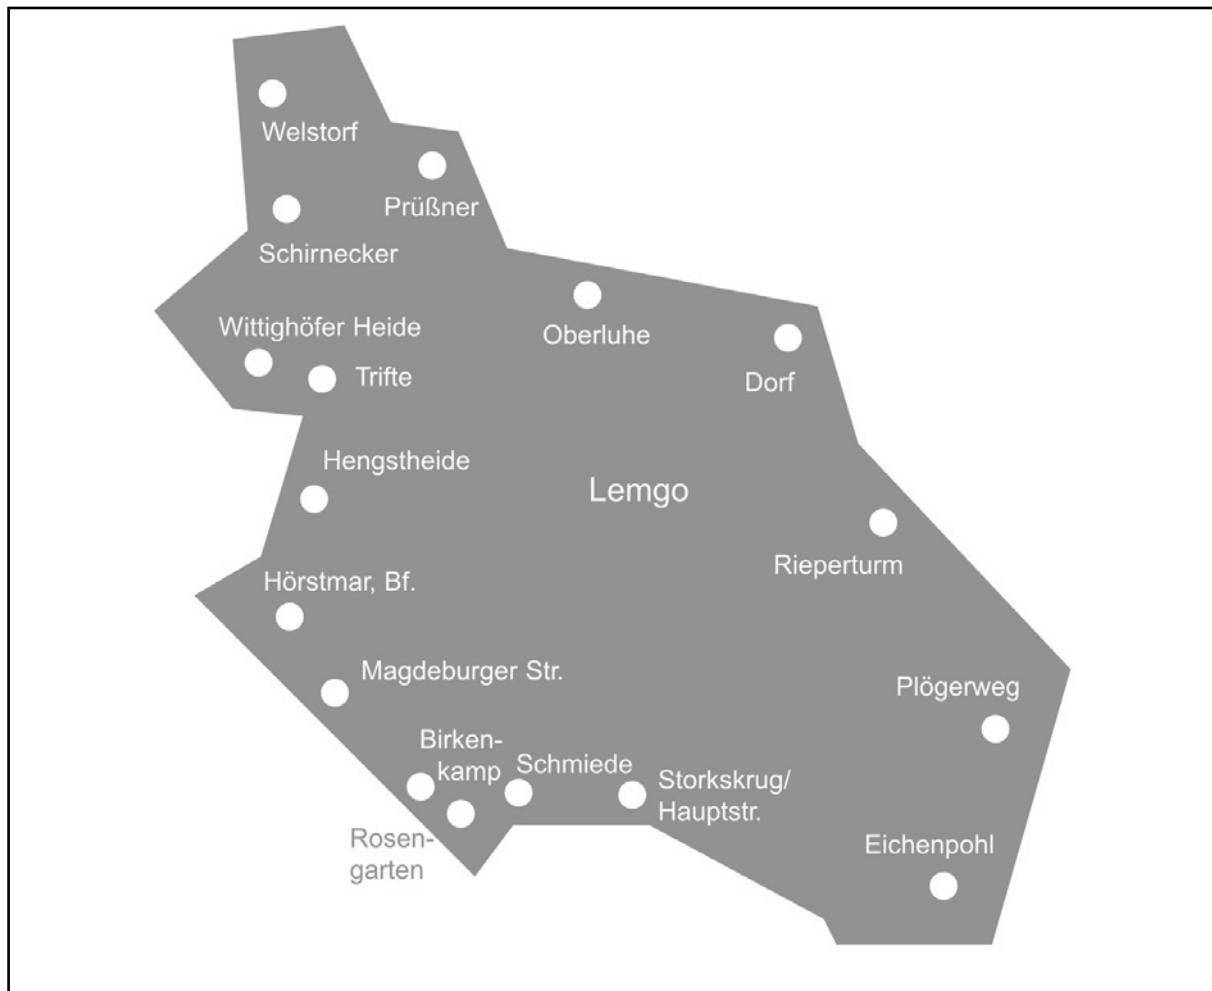 Welstorf
Prüßner
Schirnecker
Wittighöfer Heide
Oberluhe
Trifte
Dorf
Hengstheide
Lemgo
Rieperturm
Hörstmar, Bf.
Magdeburger Str.
Plögerweg
Birken-
kamp
Schmiede
Storkskrug/
Hauptstr.
Rosen-
garten
Eichenpohl